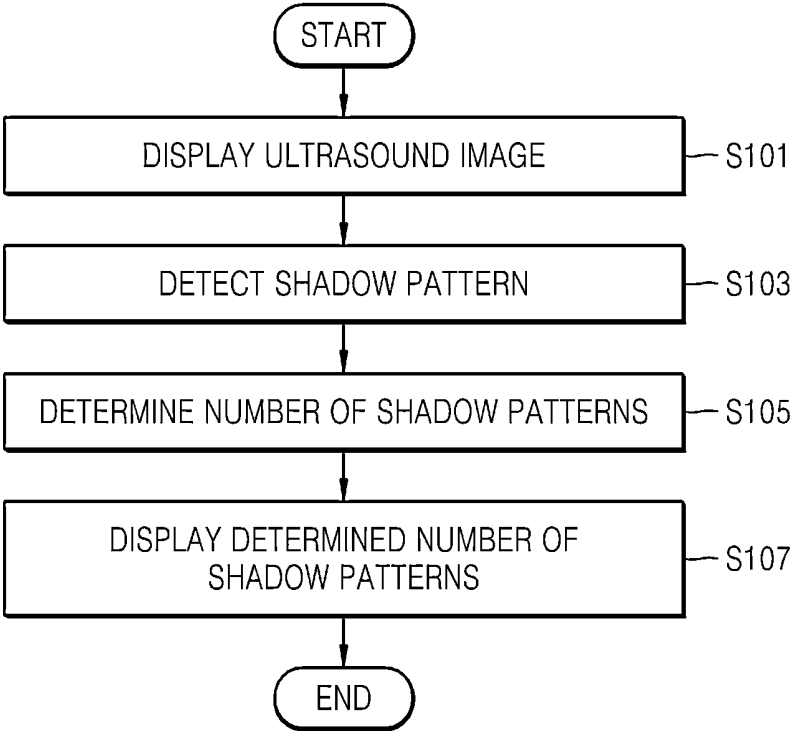 START
DISPLAY ULTRASOUND IMAGE
S101
DETECT SHADOW PATTERN
S103
DETERMINE NUMBER OF SHADOW PATTERNS
S105
DISPLAY DETERMINED NUMBER OF
SHADOW PATTERNS
S107
END